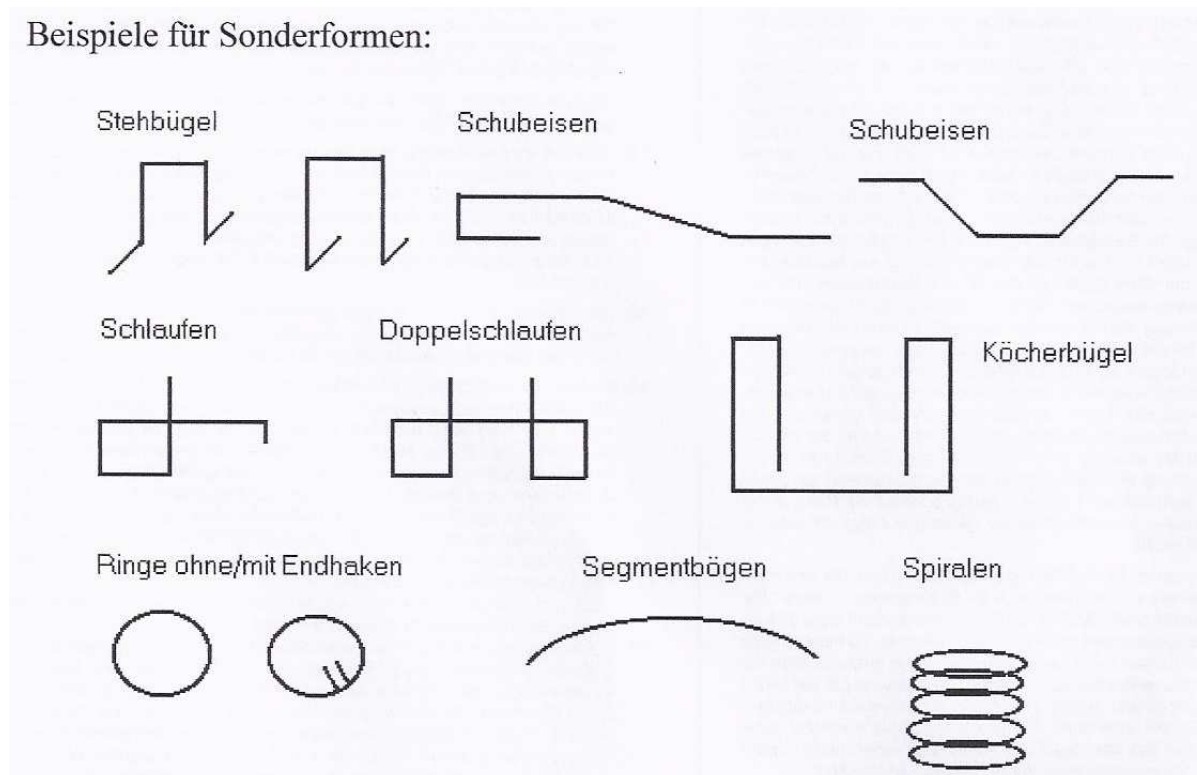 Beispiele für Sonderformen:
Stehbügel
Schubeisen
Schubeisen
Schlaufen
Doppelschlaufen
Köcherbügel
Ringe ohne/mit Endhaken
Segmentbögen
Spiralen